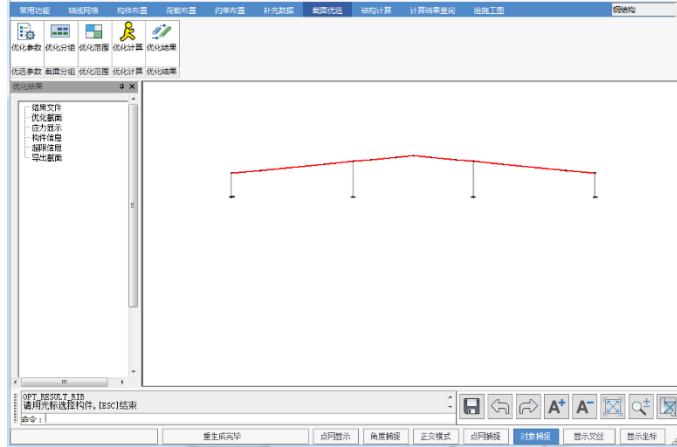 常用功能 轴线网格 构件布置 荷载布置 约束布置 补充数据 截面优选 结构计算 计算结果查询 绘施工图 钢结构
优化参数 优化分组 优化范围 优化计算 优化结果
优选参数 截面分组 优化范围 优化计算 优化结果
优化结果
结果文件
优化截面
应力显示
构件信息
超限信息
导出截面
OPT_RESULT_RIB
请用光标选择构件,[ESC]结束
命令:
重生成完毕 点网显示 角度捕捉 正交模式 点网捕捉 对象捕捉 显示叉丝 显示坐标